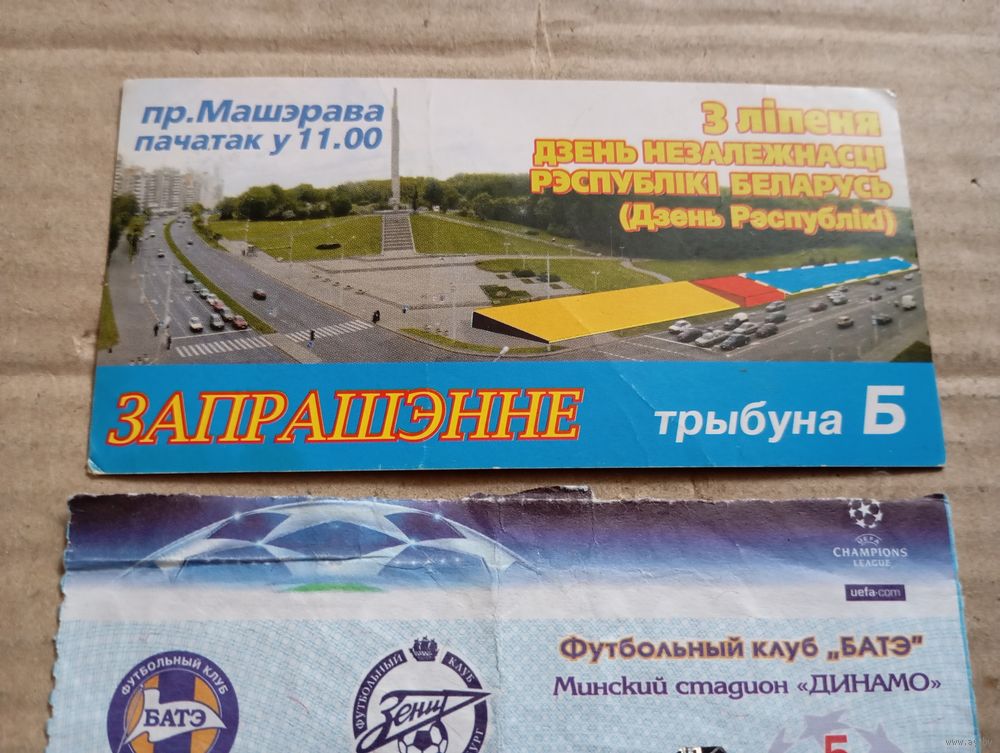 пр.Машэрава
пачатак у 11.00
3 ліпеня
ДЗЕНЬ НЕЗАЛЕЖНАСЦІ
РЭСПУБЛІКІ БЕЛАРУСЬ
(Дзень Рэспублікі)
ЗАПРАШЭННЕ
трыбуна Б
UEFA
CHAMPIONS
LEAGUE
uefa.com
Футбольный клуб „БАТЭ"
Минский стадион «ДИНАМО»
ФУТБОЛЬНЫЙ КЛУБ
БАТЭ
ФУТБОЛЬНЫЙ КЛУБ
Зенит
5